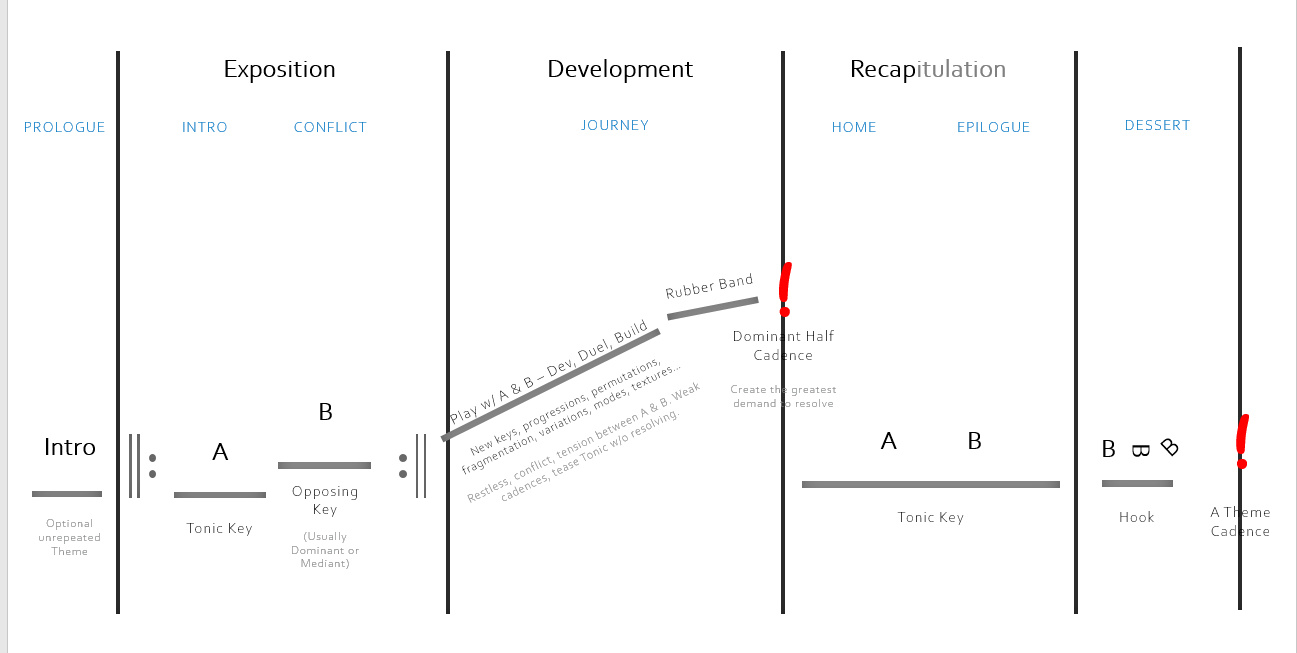 Exposition
Development
Recapitulation
PROLOGUE
INTRO
CONFLICT
JOURNEY
HOME
EPILOGUE
DESSERT
Intro
Optional
unrepeated
Theme
A
Tonic Key
B
Opposing
Key
(Usually
Dominant or
Mediant)
Play w/ A & B – Dev, Duel, Build
New keys, progressions, permutations,
fragmentation, variations, modes, textures...
Restless, conflict, tension between A & B. Weak
cadences, tease Tonic w/o resolving.
Rubber Band
!
Dominant Half
Cadence
Create the greatest
demand to resolve
A
B
Tonic Key
B B B
Hook
!
A Theme
Cadence